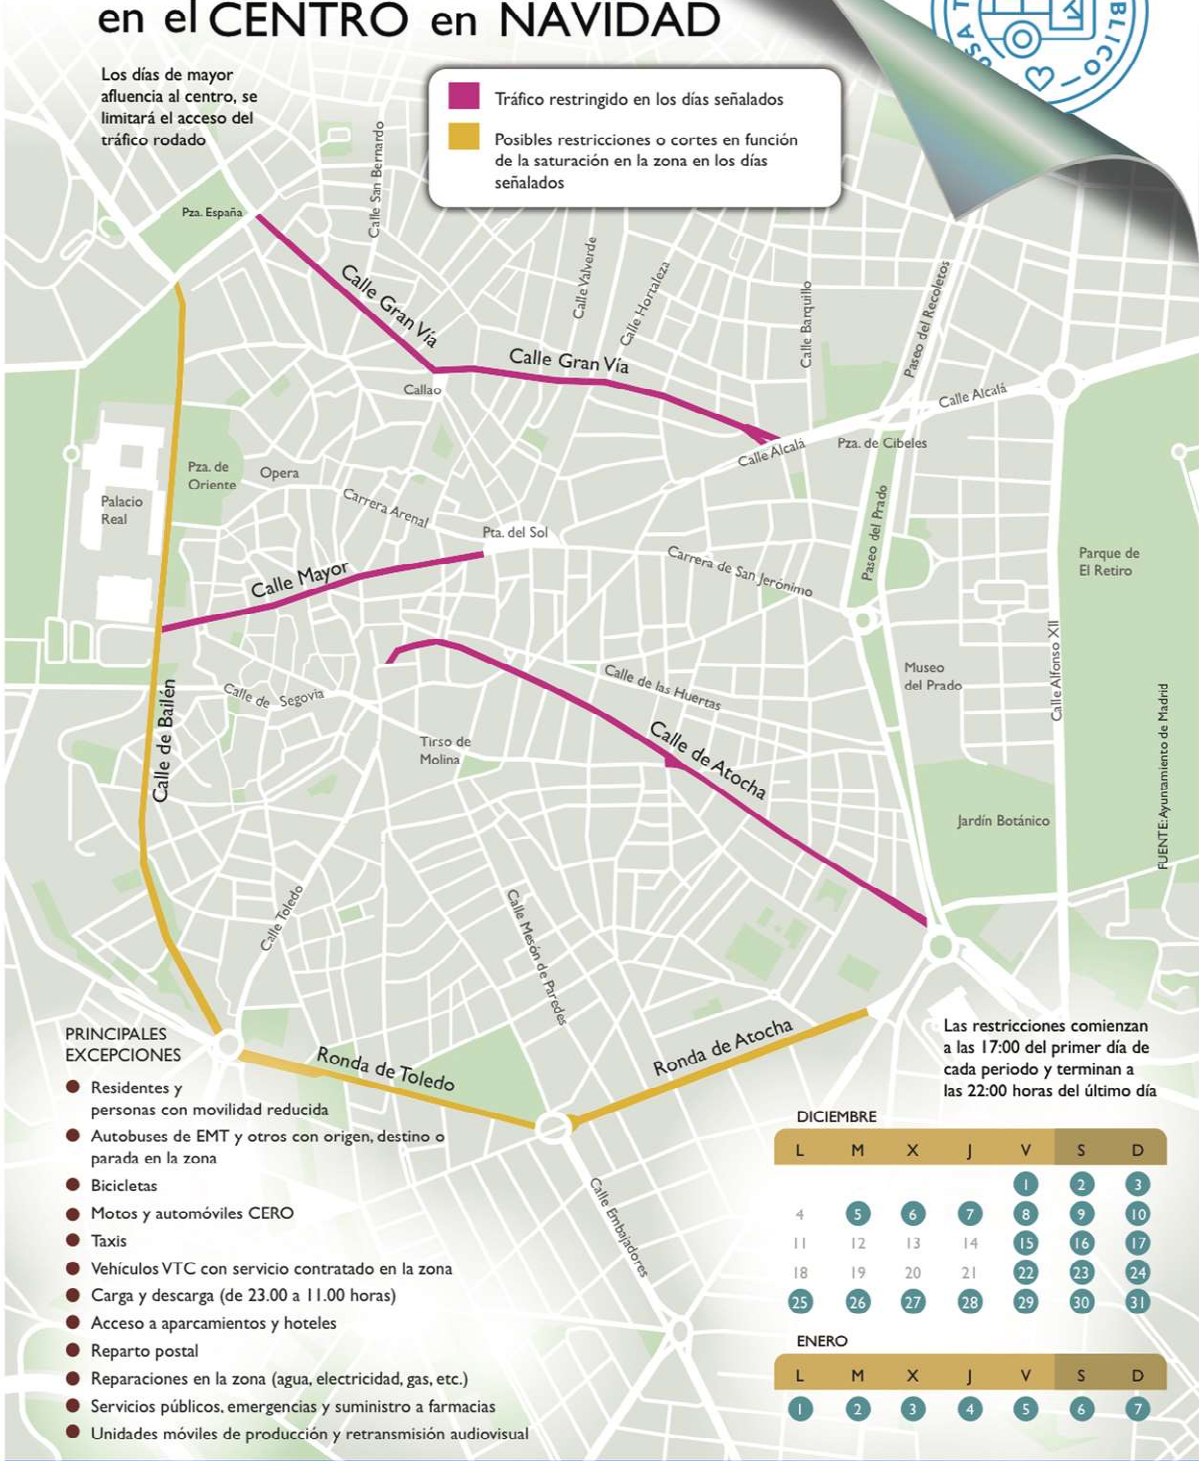 en el CENTRO en NAVIDAD
Los días de mayor
afluencia al centro, se
limitará el acceso del
tráfico rodado
Tráfico restringido en los días señalados
Posibles restricciones o cortes en función
de la saturación en la zona en los días
señalados
BLICO
Pza. España
Calle San Bernardo
Calle Valverde
Calle Hortaleza
Calle Barquillo
Paseo del Recoletos
Calle Gran Vía
Calle Gran Vía
Callao
Calle Alcalá
Calle Alcalá
Pza. de Cibeles
Pza. de
Oriente
Opera
Palacio
Real
Carrera Arenal
Pta. del Sol
Paseo del Prado
Carrera de San Jerónimo
Parque de
El Retiro
Calle Mayor
Calle Alfonso XII
Museo
del Prado
Calle de las Huertas
Calle de Segovia
Calle de Bailén
Tirso de
Molina
Calle de Atocha
Jardín Botánico
FUENTE: Ayuntamiento de Madrid
Calle Toledo
Calle Mesón de Paredes
Ronda de Toledo
Ronda de Atocha
Calle Embajadores
PRINCIPALES
EXCEPCIONES
Residentes y
personas con movilidad reducida
Autobuses de EMT y otros con origen, destino o
parada en la zona
Bicicletas
Motos y automóviles CERO
Taxis
Vehículos VTC con servicio contratado en la zona
Carga y descarga (de 23.00 a 11.00 horas)
Acceso a aparcamientos y hoteles
Reparto postal
Reparaciones en la zona (agua, electricidad, gas, etc.)
Servicios públicos, emergencias y suministro a farmacias
Unidades móviles de producción y retransmisión audiovisual
Las restricciones comienzan
a las 17:00 del primer día de
cada periodo y terminan a
las 22:00 horas del último día
DICIEMBRE
L M X J V S D
1 2 3
4 5 6 7 8 9 10
11 12 13 14 15 16 17
18 19 20 21 22 23 24
25 26 27 28 29 30 31
ENERO
L M X J V S D
1 2 3 4 5 6 7